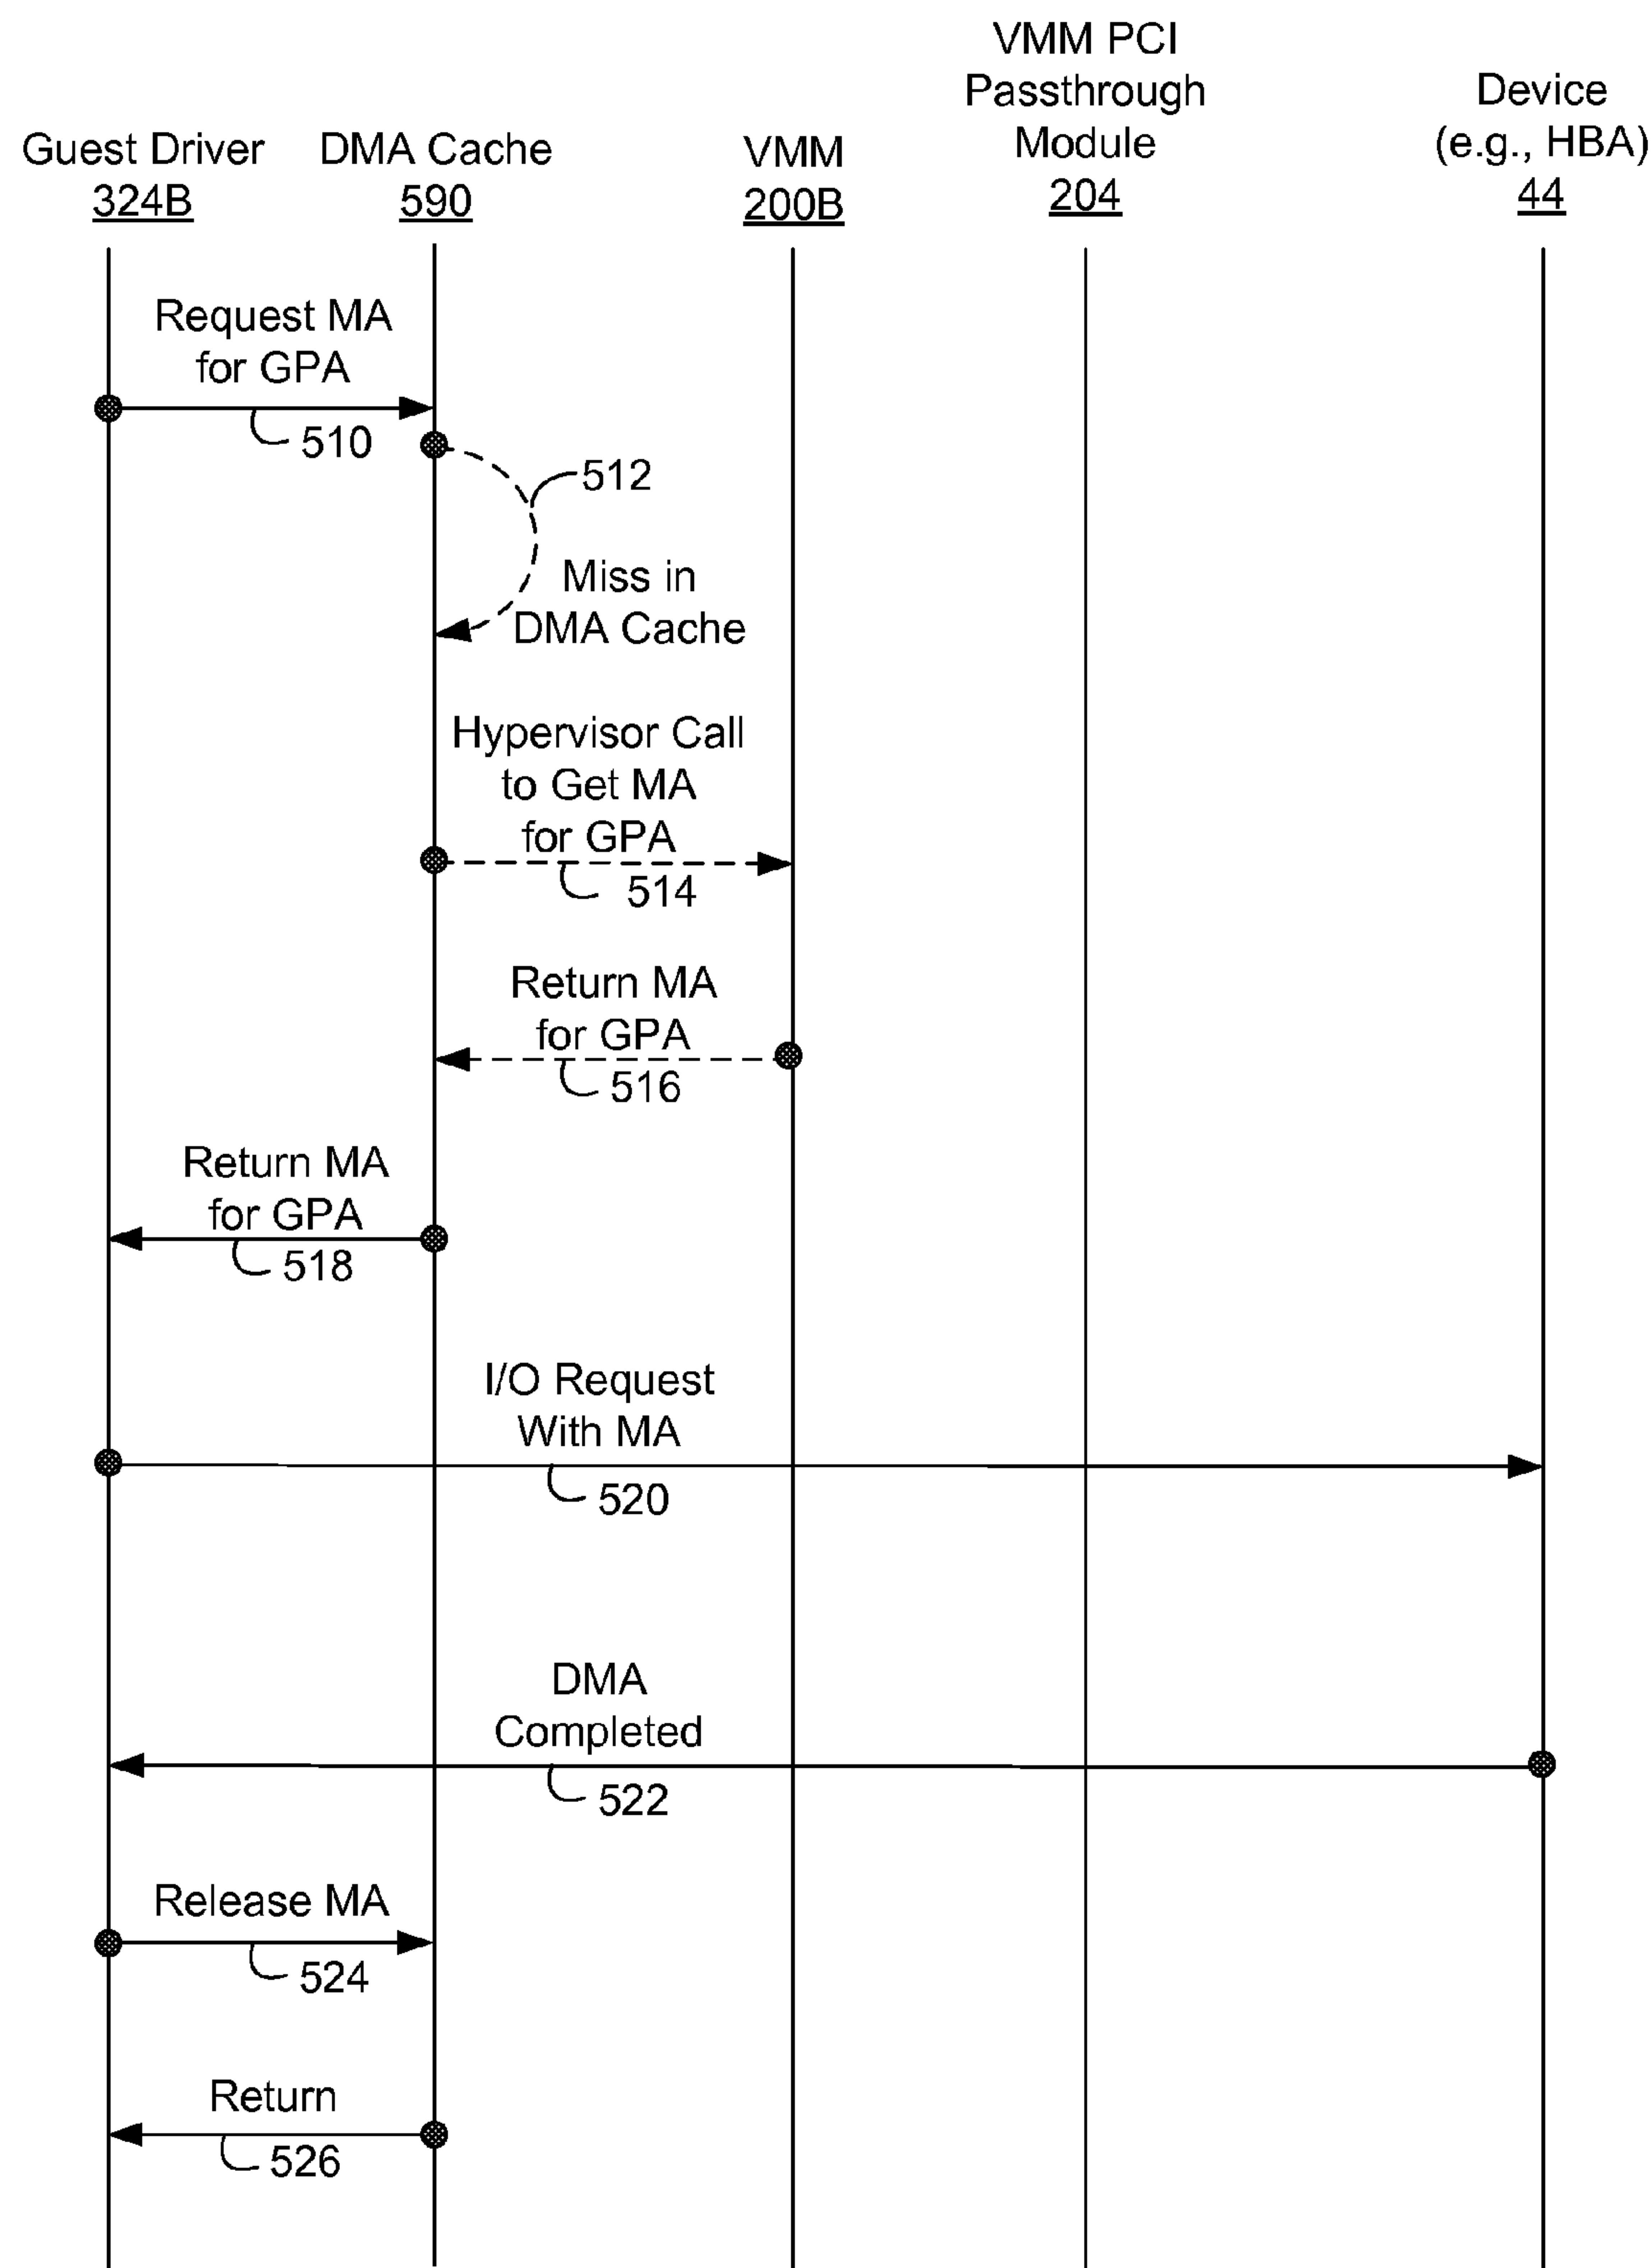 VMM PCI
Passthrough
Module
204
Device
(e.g., HBA)
44
Guest Driver
324B
DMA Cache
590
VMM
200B
Request MA
for GPA
510
512
Miss in
DMA Cache
Hypervisor Call
to Get MA
for GPA
514
Return MA
for GPA
516
Return MA
for GPA
518
I/O Request
With MA
520
DMA
Completed
522
Release MA
524
Return
526